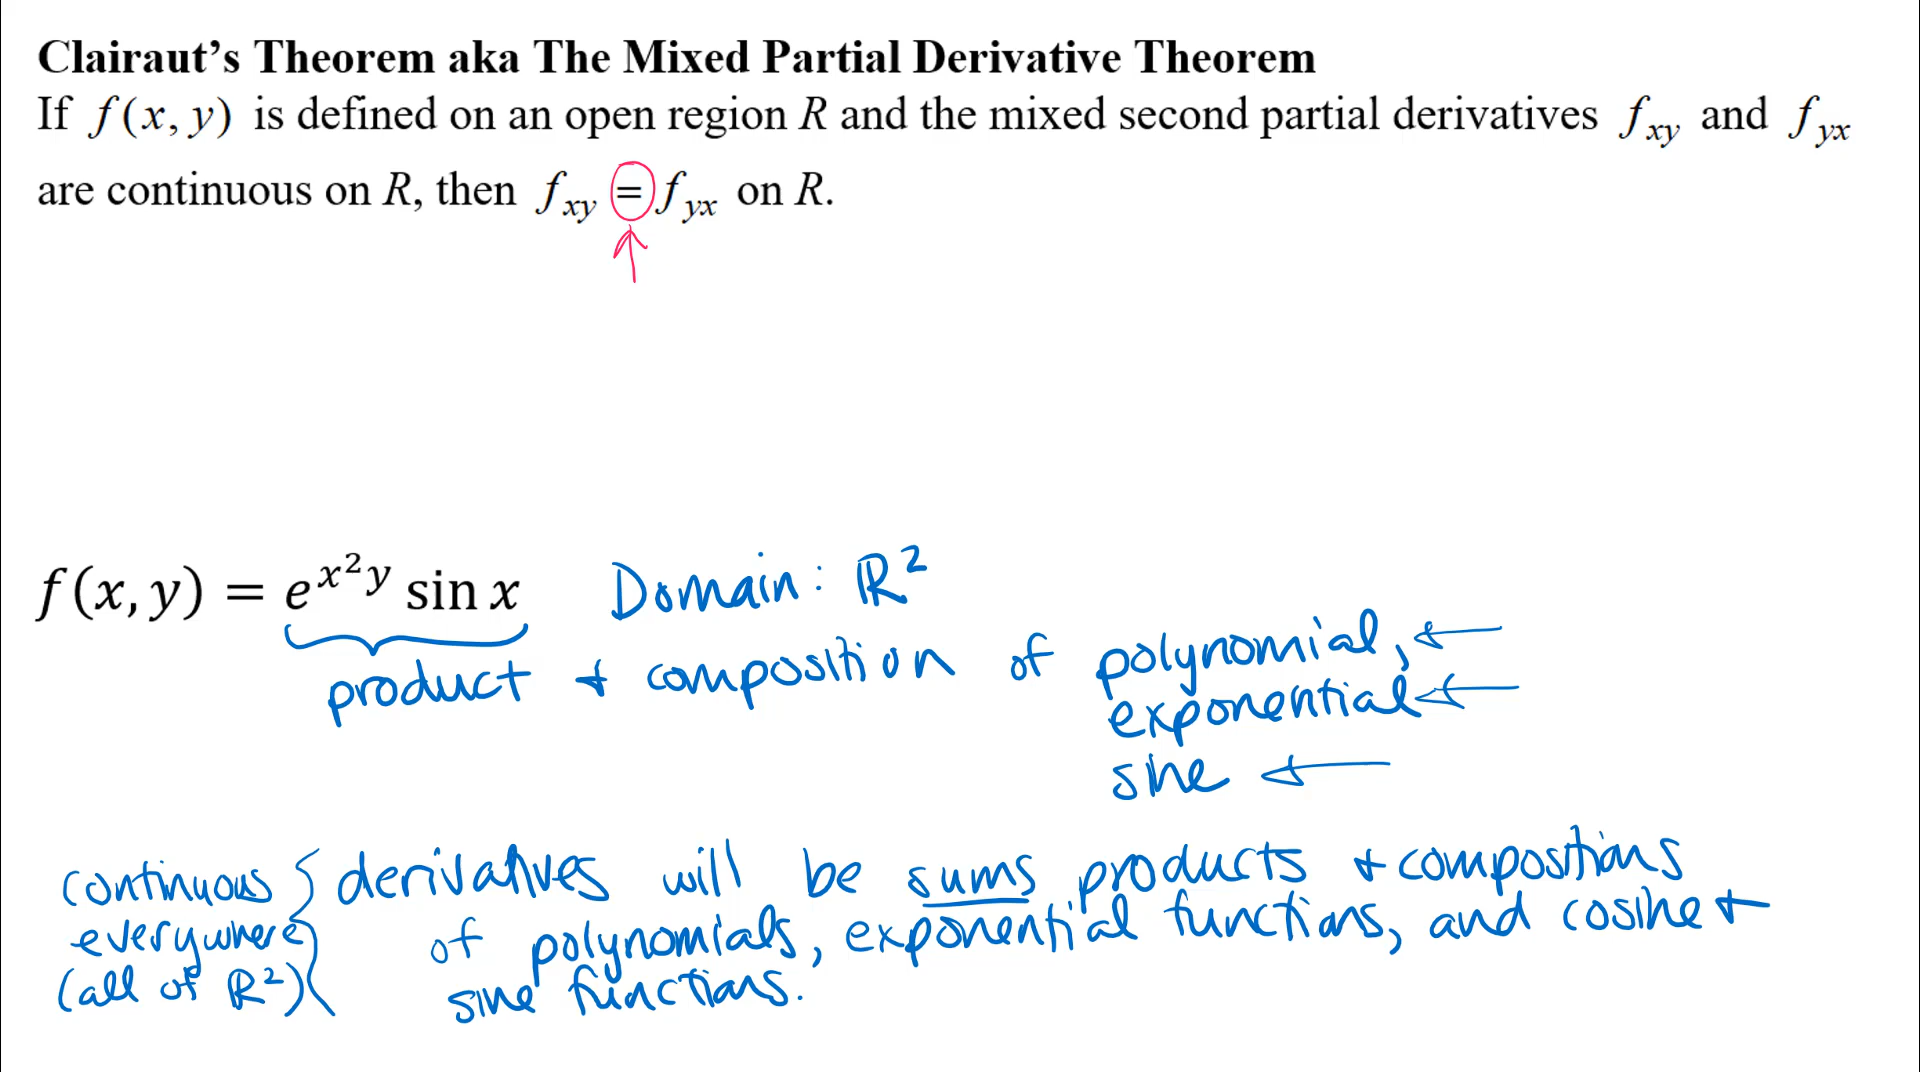 Clairaut’s Theorem aka The Mixed Partial Derivative Theorem
If f(x, y) is defined on an open region R and the mixed second partial derivatives f_xy and f_yx
are continuous on R, then f_xy = f_yx on R.
f(x, y) = e^{x^2 y} sin x Domain: ℝ²
product + composition of polynomial,
exponential
sine
continuous everywhere (all of ℝ²)
derivatives will be sums products + compositions
of polynomials, exponential functions, and cosine +
sine functions.